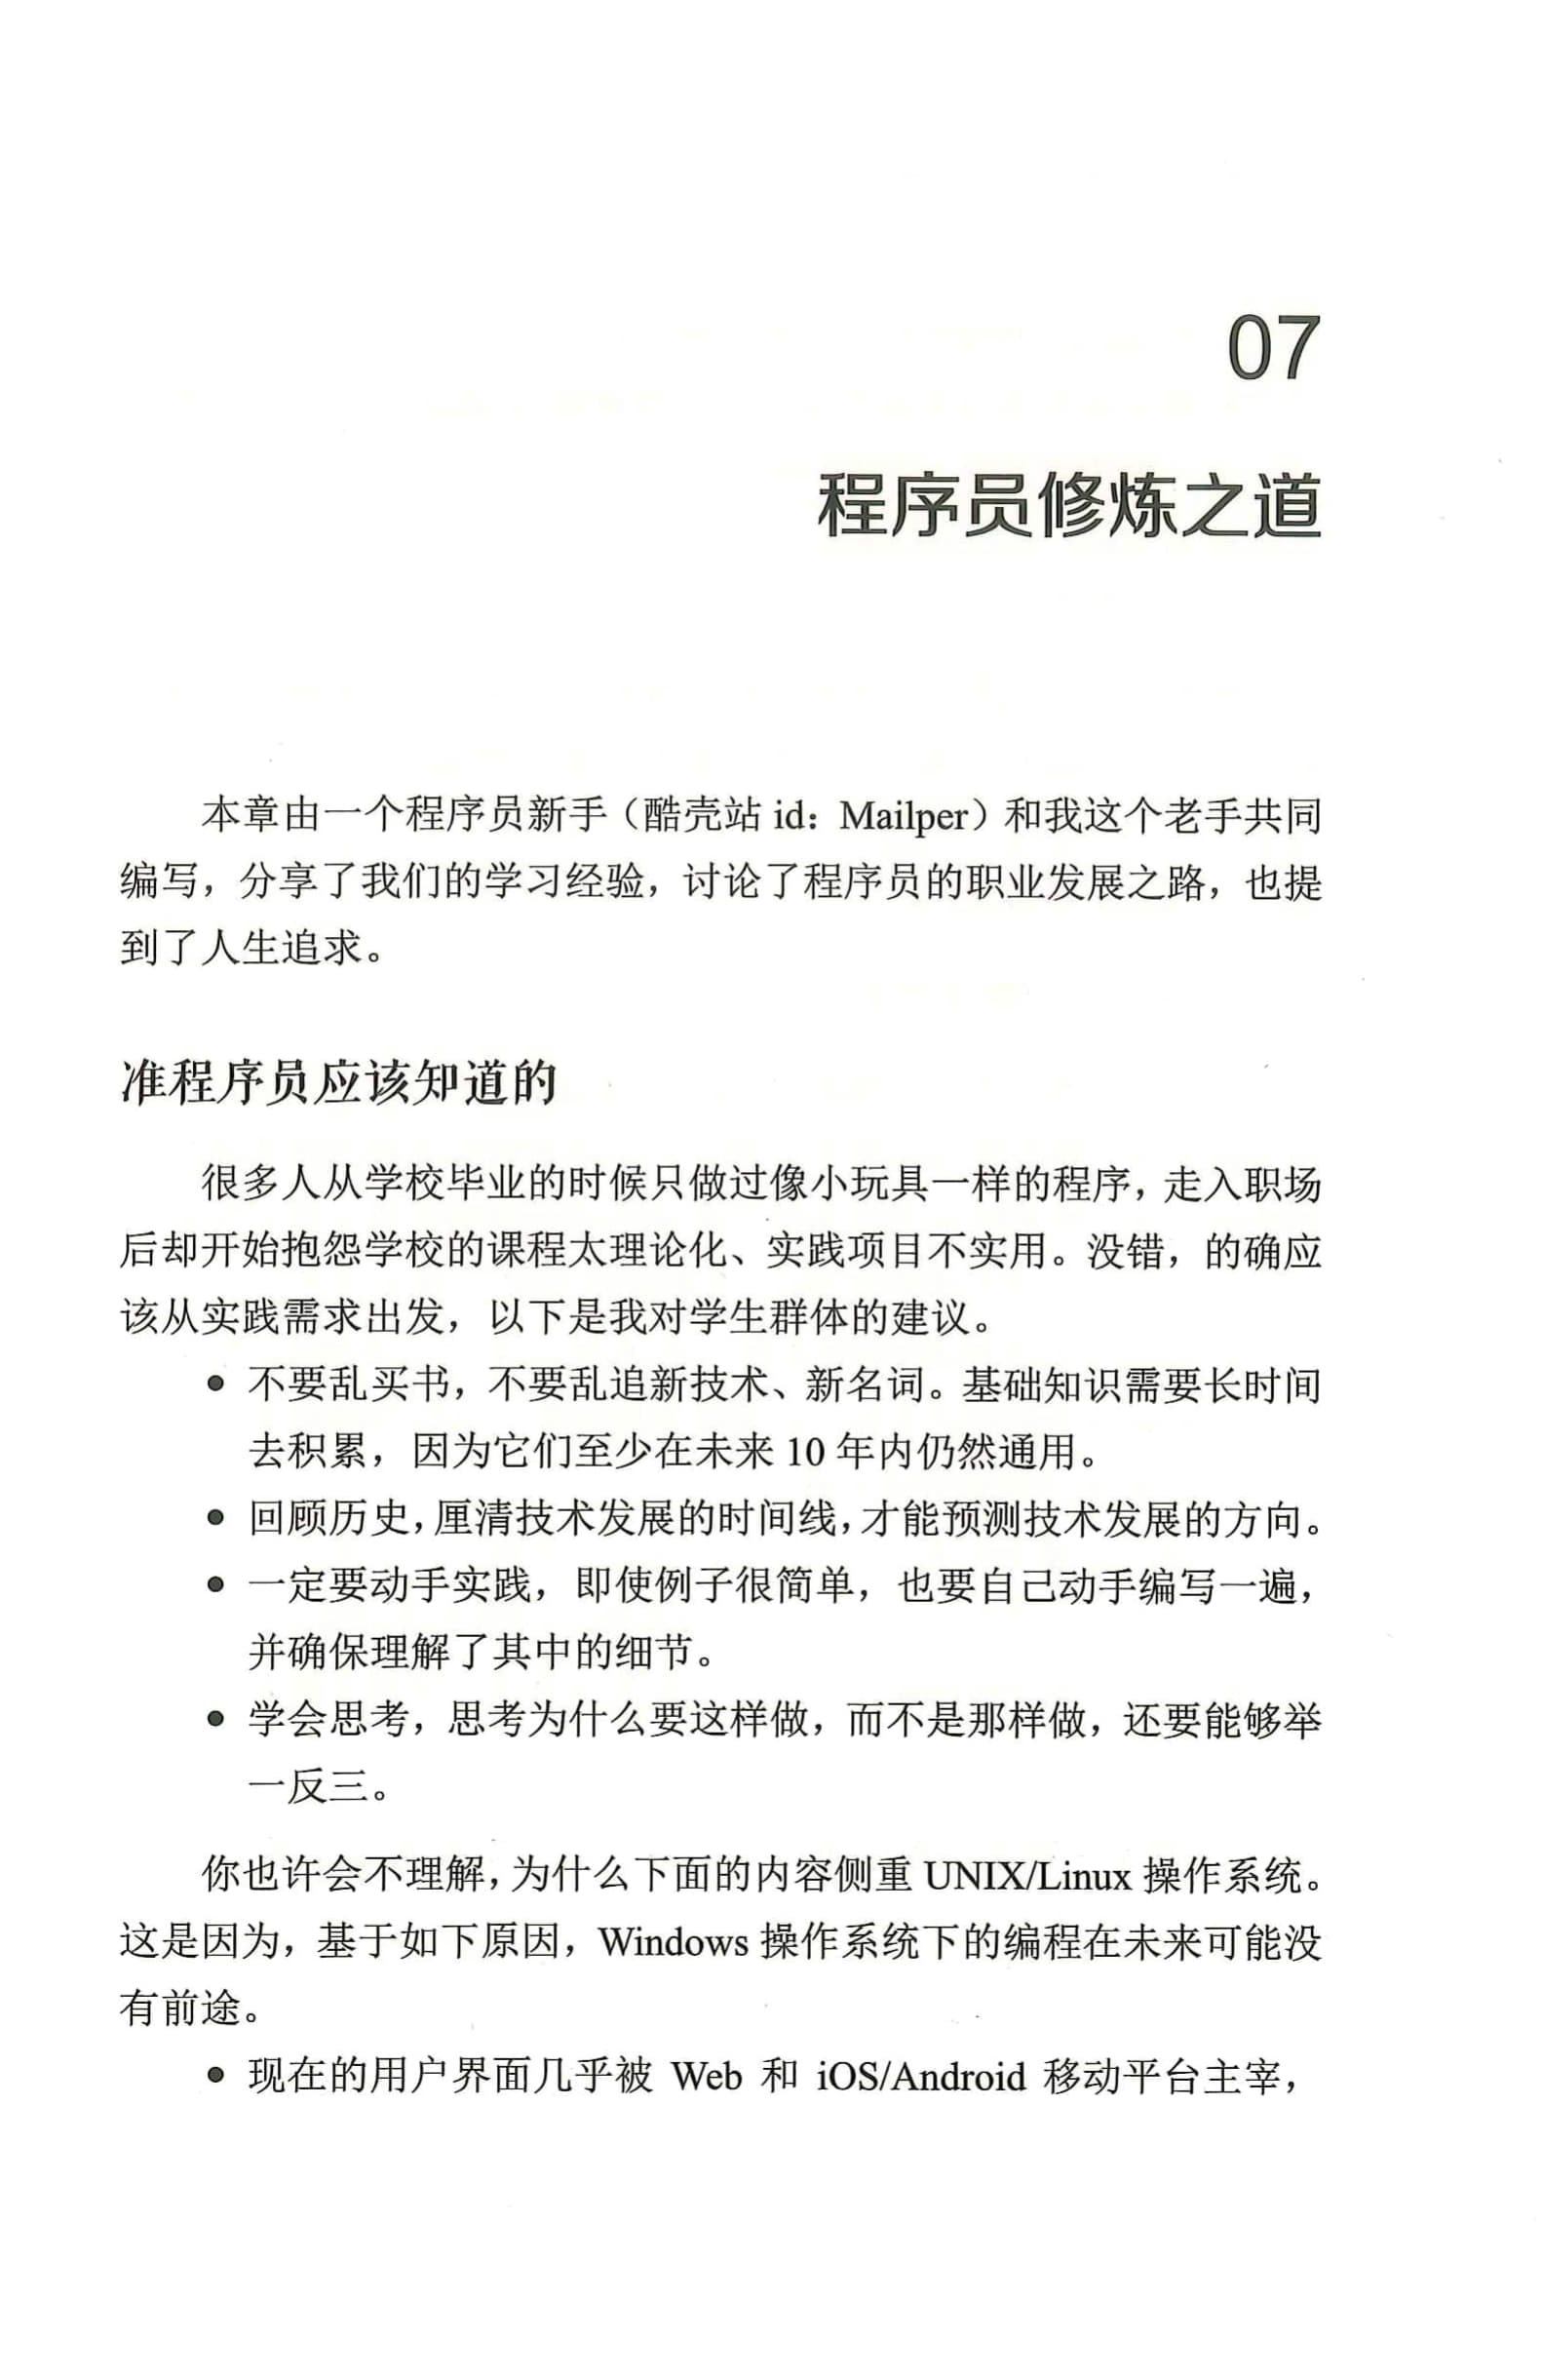 07
程序员修炼之道
本章由一个程序员新手（酷壳站 id：Mailper）和我这个老手共同
编写，分享了我们的学习经验，讨论了程序员的职业发展之路，也提
到了人生追求。
准程序员应该知道的
很多人从学校毕业的时候只做过像小玩具一样的程序，走入职场
后却开始抱怨学校的课程太理论化、实践项目不实用。没错，的确应
该从实践需求出发，以下是我对学生群体的建议。
● 不要乱买书，不要乱追新技术、新名词。基础知识需要长时间
去积累，因为它们至少在未来 10 年内仍然通用。
● 回顾历史，厘清技术发展的时间线，才能预测技术发展的方向。
● 一定要动手实践，即使例子很简单，也要自己动手编写一遍，
并确保理解了其中的细节。
● 学会思考，思考为什么要这样做，而不是那样做，还要能够举
一反三。
你也许会不理解，为什么下面的内容侧重 UNIX/Linux 操作系统。
这是因为，基于如下原因，Windows 操作系统下的编程在未来可能没
有前途。
● 现在的用户界面几乎被 Web 和 iOS/Android 移动平台主宰，